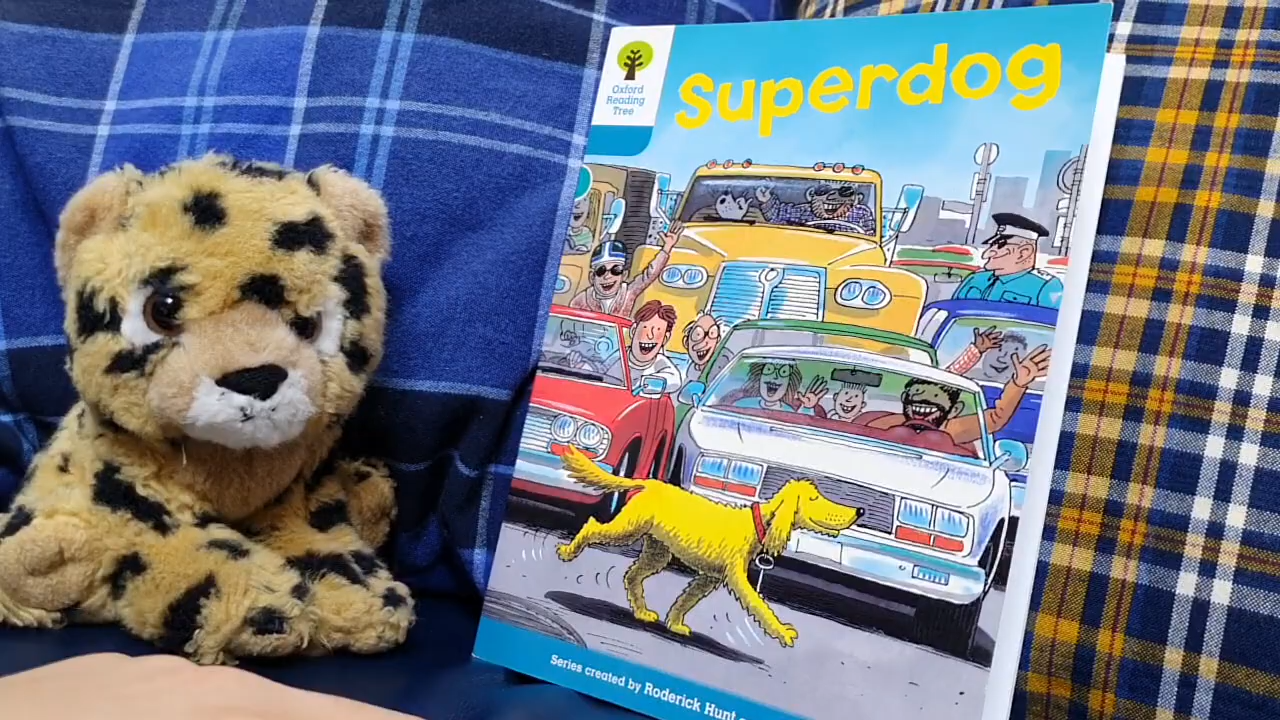 Oxford
Reading
Tree
Superdog
Series created by Roderick Hunt